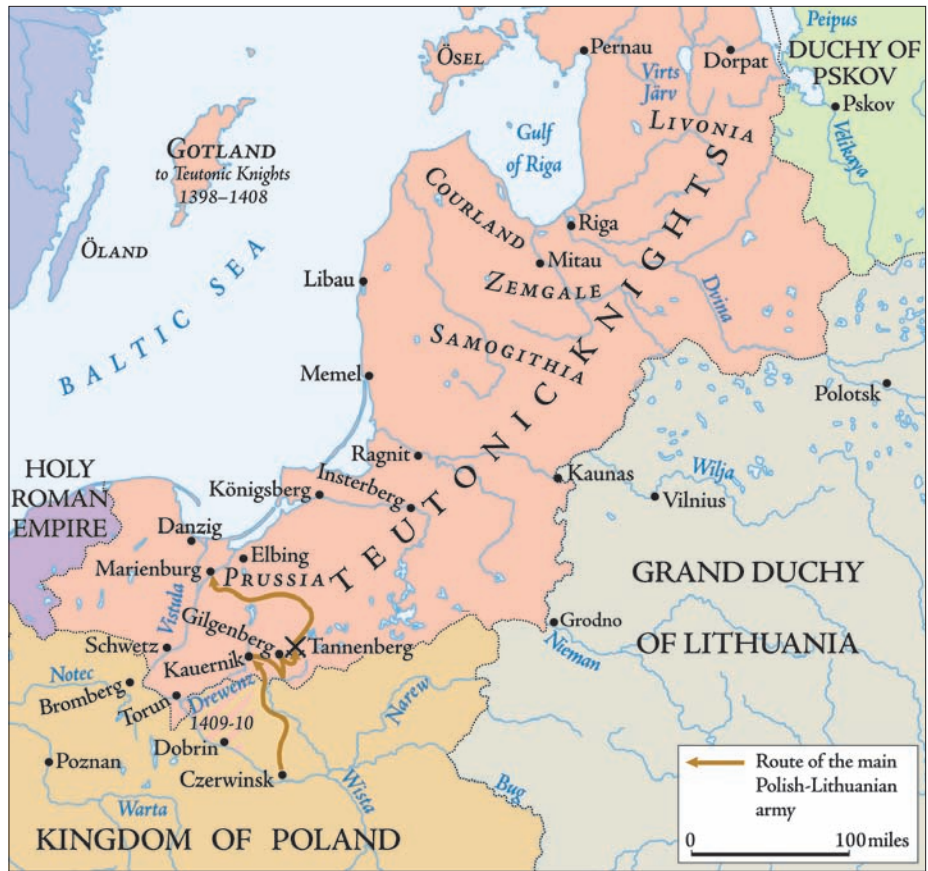 Peipus
DUCHY OF
PSKOV
Pskov
Velikaya
Pernau
Dorpat
ÖSEL
Virts
Järv
LIVONIA
Gulf
of Riga
GOTLAND
to Teutonic Knights
1398–1408
ÖLAND
COURLAND
Riga
Mitau
ZEMGALE
Libau
Dvina
BALTIC SEA
SAMOGITHIA
Memel
TEUTONIC KNIGHTS
Polotsk
Ragnit
Kaunas
Wilja
Vilnius
HOLY
ROMAN
EMPIRE
Königsberg
Insterberg
Danzig
Elbing
Marienburg
PRUSSIA
GRAND DUCHY
OF LITHUANIA
Vistula
Gilgenberg
Tannenberg
Grodno
Nieman
Schwetz
Kauernik
Notec
Bromberg
Torun
Drewenz
1409-10
Narew
Dobrin
Poznan
Czerwinsk
Wista
Bug
Warta
KINGDOM OF POLAND
Route of the main
Polish-Lithuanian
army
0 100 miles